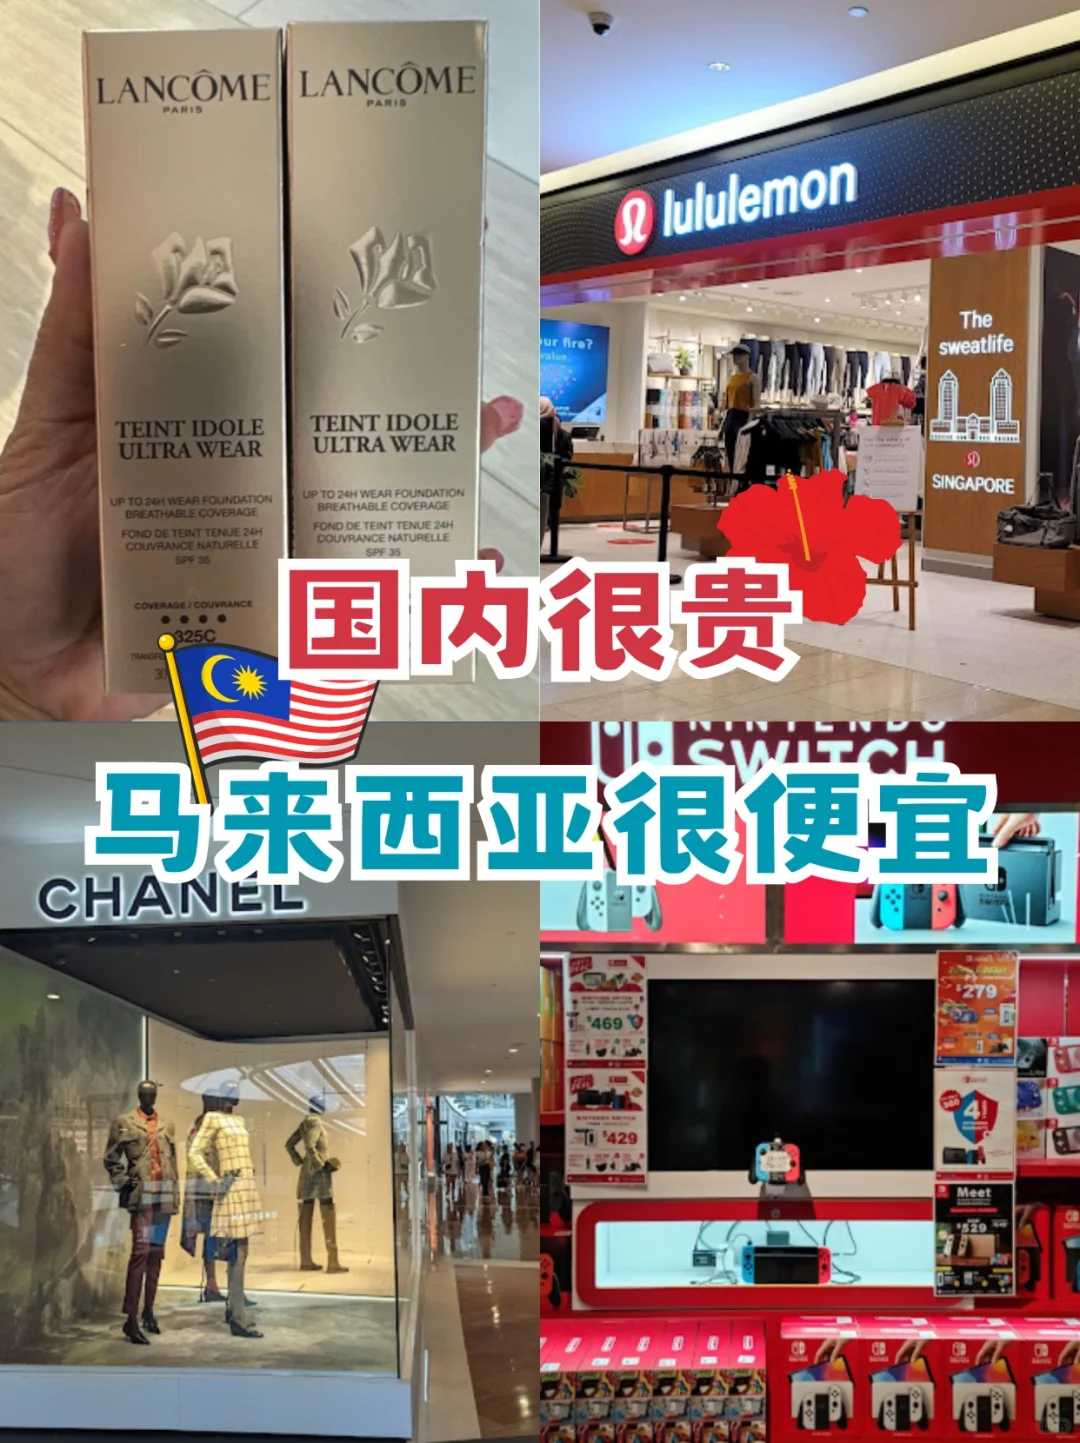 LANCÔME
PARIS
TEINT IDOLE
ULTRA WEAR
UP TO 24H WEAR FOUNDATION
BREATHABLE COVERAGE
FOND DE TEINT TENUE 24H
COUVRANCE NATURELLE
SPF 35
COVERAGE / COUVRANCE
325C
LANCÔME
PARIS
TEINT IDOLE
ULTRA WEAR
UP TO 24H WEAR FOUNDATION
BREATHABLE COVERAGE
FOND DE TEINT TENUE 24H
COUVRANCE NATURELLE
SPF 35
lululemon
The
sweatlife
SINGAPORE
国内很贵
马来西亚很便宜
CHANEL
NINTENDO
SWITCH
$469
$429
$279
4
Meet
$529